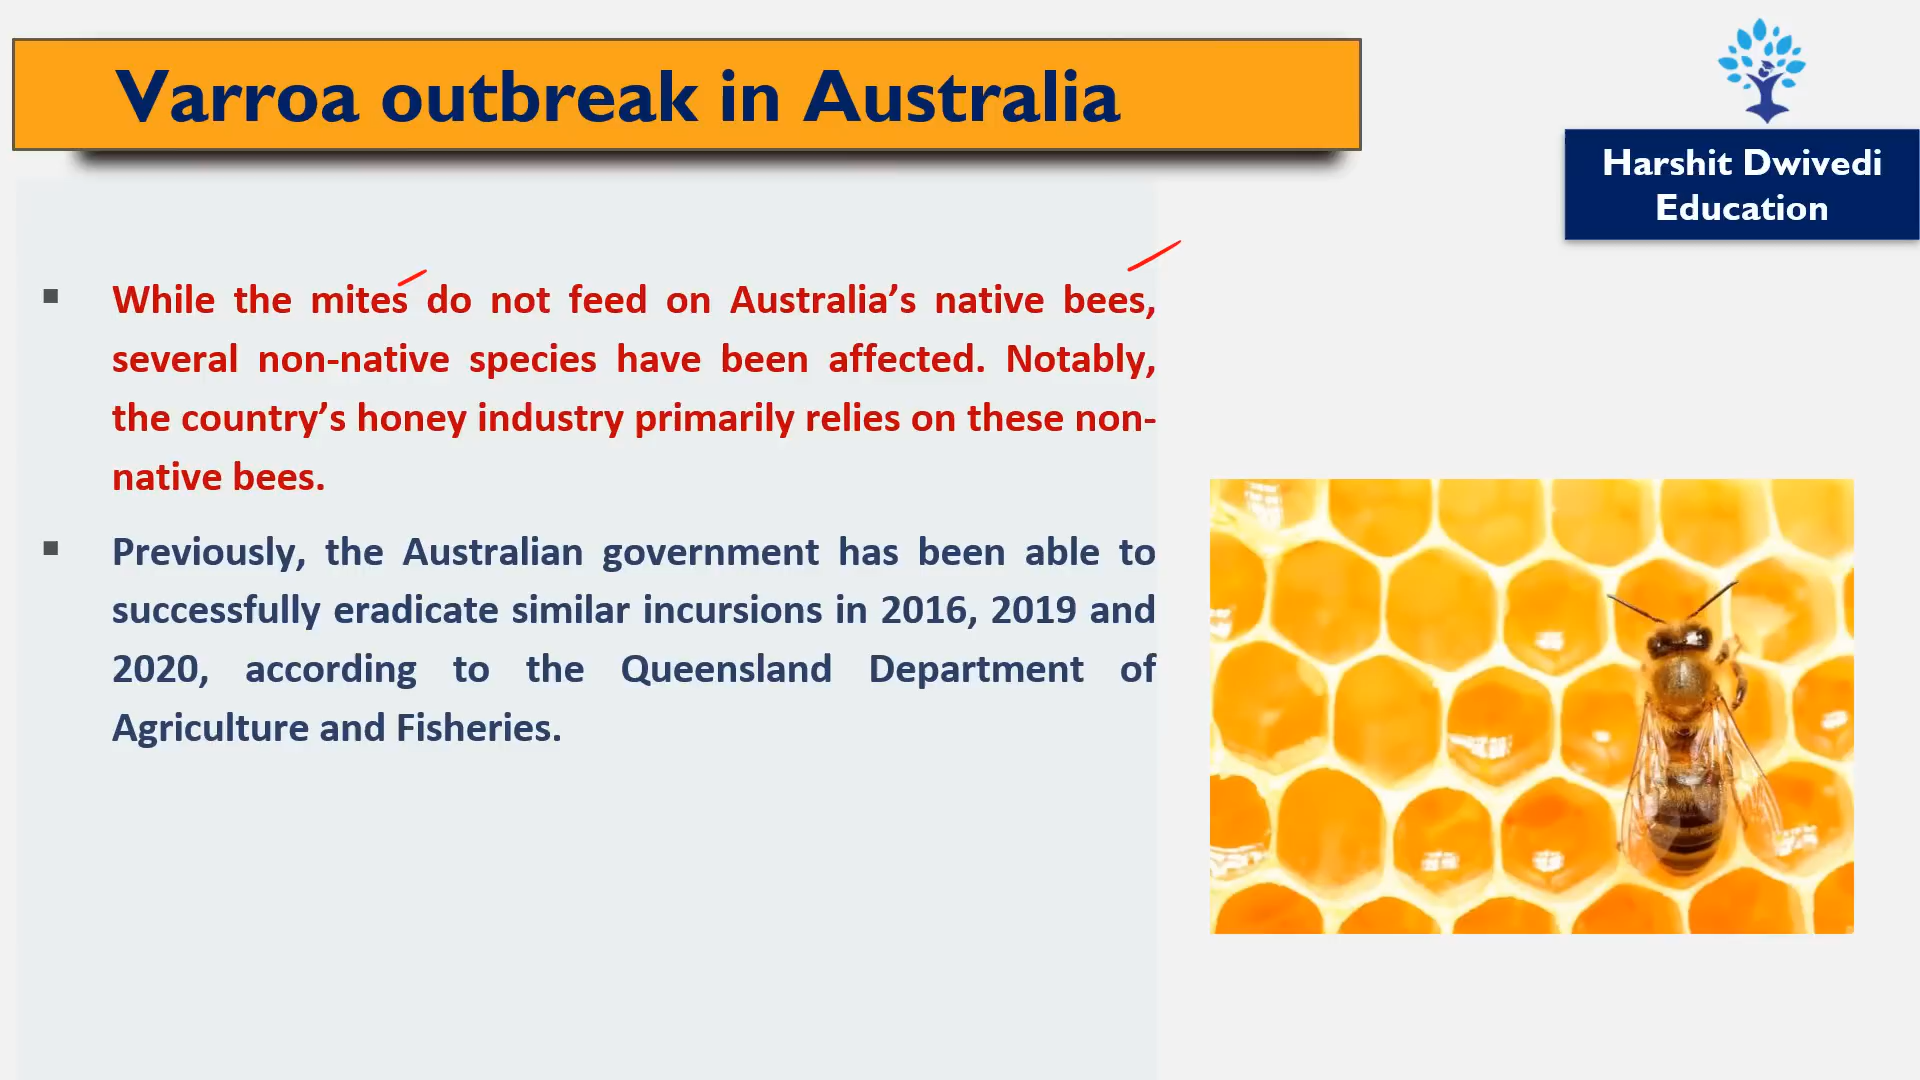 Varroa outbreak in Australia
Harshit Dwivedi
Education
▪ While the mites do not feed on Australia’s native bees,
several non-native species have been affected. Notably,
the country’s honey industry primarily relies on these non-
native bees.
▪ Previously, the Australian government has been able to
successfully eradicate similar incursions in 2016, 2019 and
2020, according to the Queensland Department of
Agriculture and Fisheries.